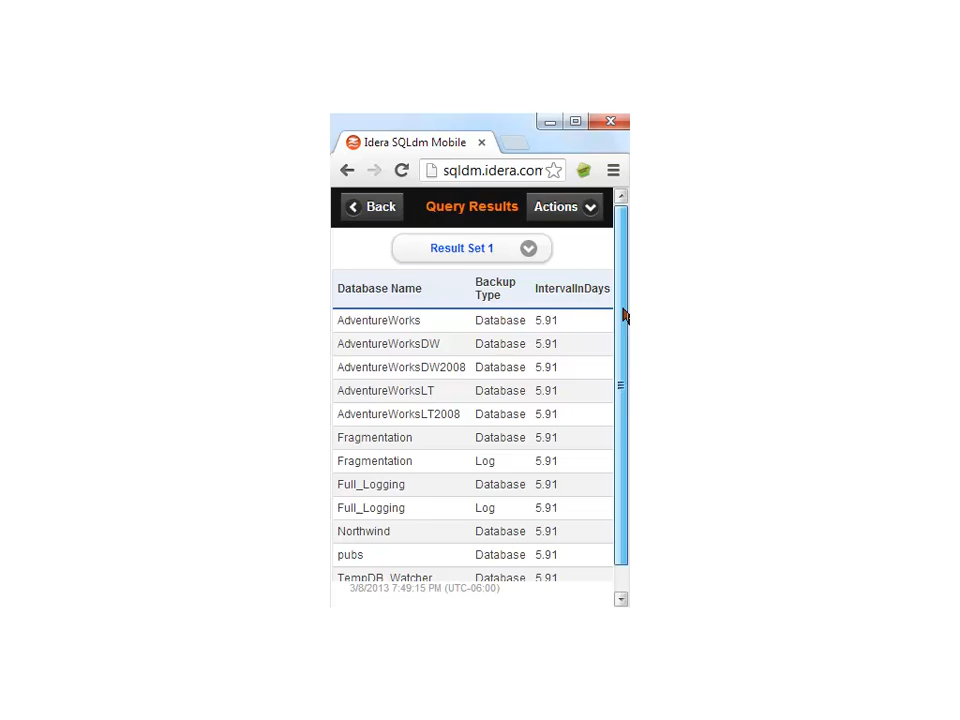 Idera SQLdm Mobile
sqldm.idera.com
Back Query Results Actions
Result Set 1
Database Name Backup Type IntervalInDays
AdventureWorks Database 5.91
AdventureWorksDW Database 5.91
AdventureWorksDW2008 Database 5.91
AdventureWorksLT Database 5.91
AdventureWorksLT2008 Database 5.91
Fragmentation Database 5.91
Fragmentation Log 5.91
Full_Logging Database 5.91
Full_Logging Log 5.91
Northwind Database 5.91
pubs Database 5.91
TempDB_Watcher Database 5.91
3/8/2013 7:49:15 PM (UTC-06:00)